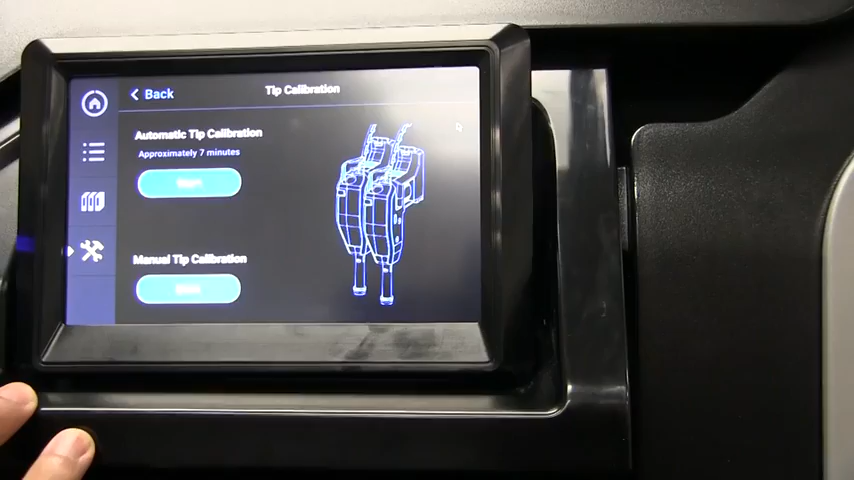 Back
Tip Calibration
Automatic Tip Calibration
Approximately 7 minutes
Manual Tip Calibration